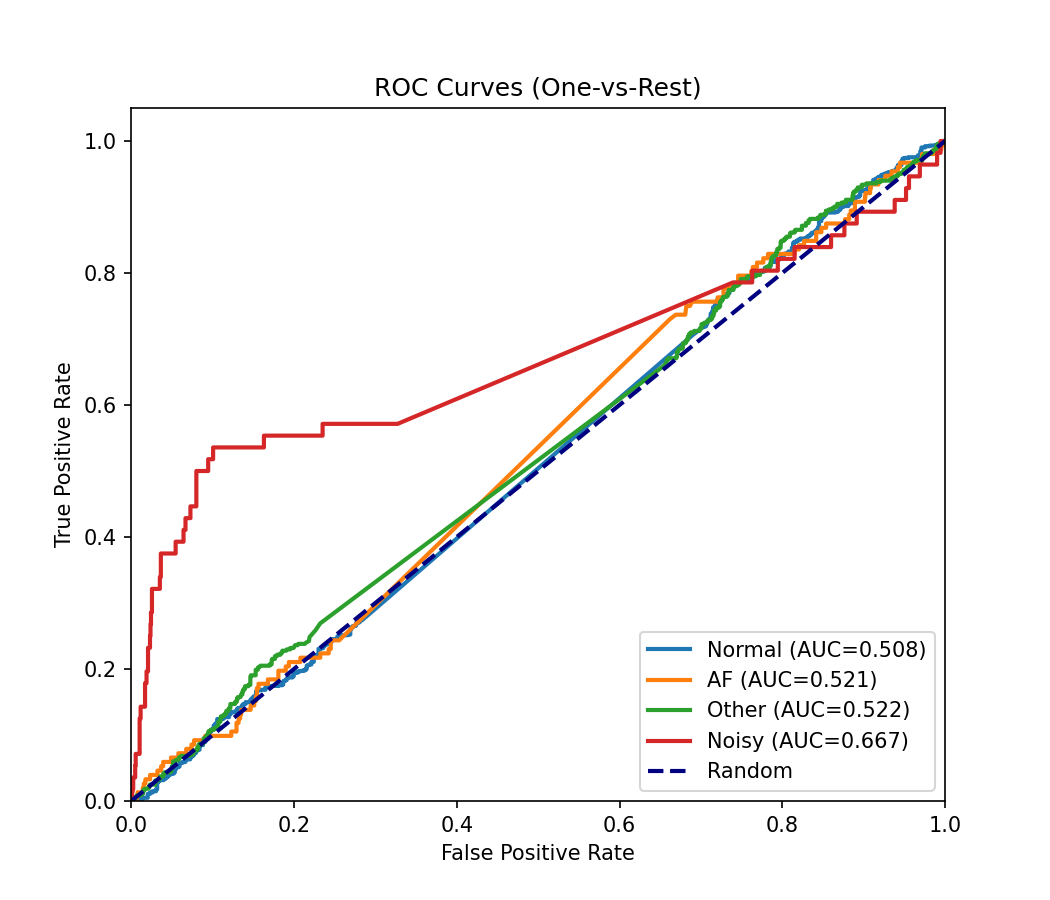 ROC Curves (One-vs-Rest)
True Positive Rate
1.0
0.8
0.6
0.4
0.2
0.0
Normal (AUC=0.508)
AF (AUC=0.521)
Other (AUC=0.522)
Noisy (AUC=0.667)
Random
0.0 0.2 0.4 0.6 0.8 1.0
False Positive Rate